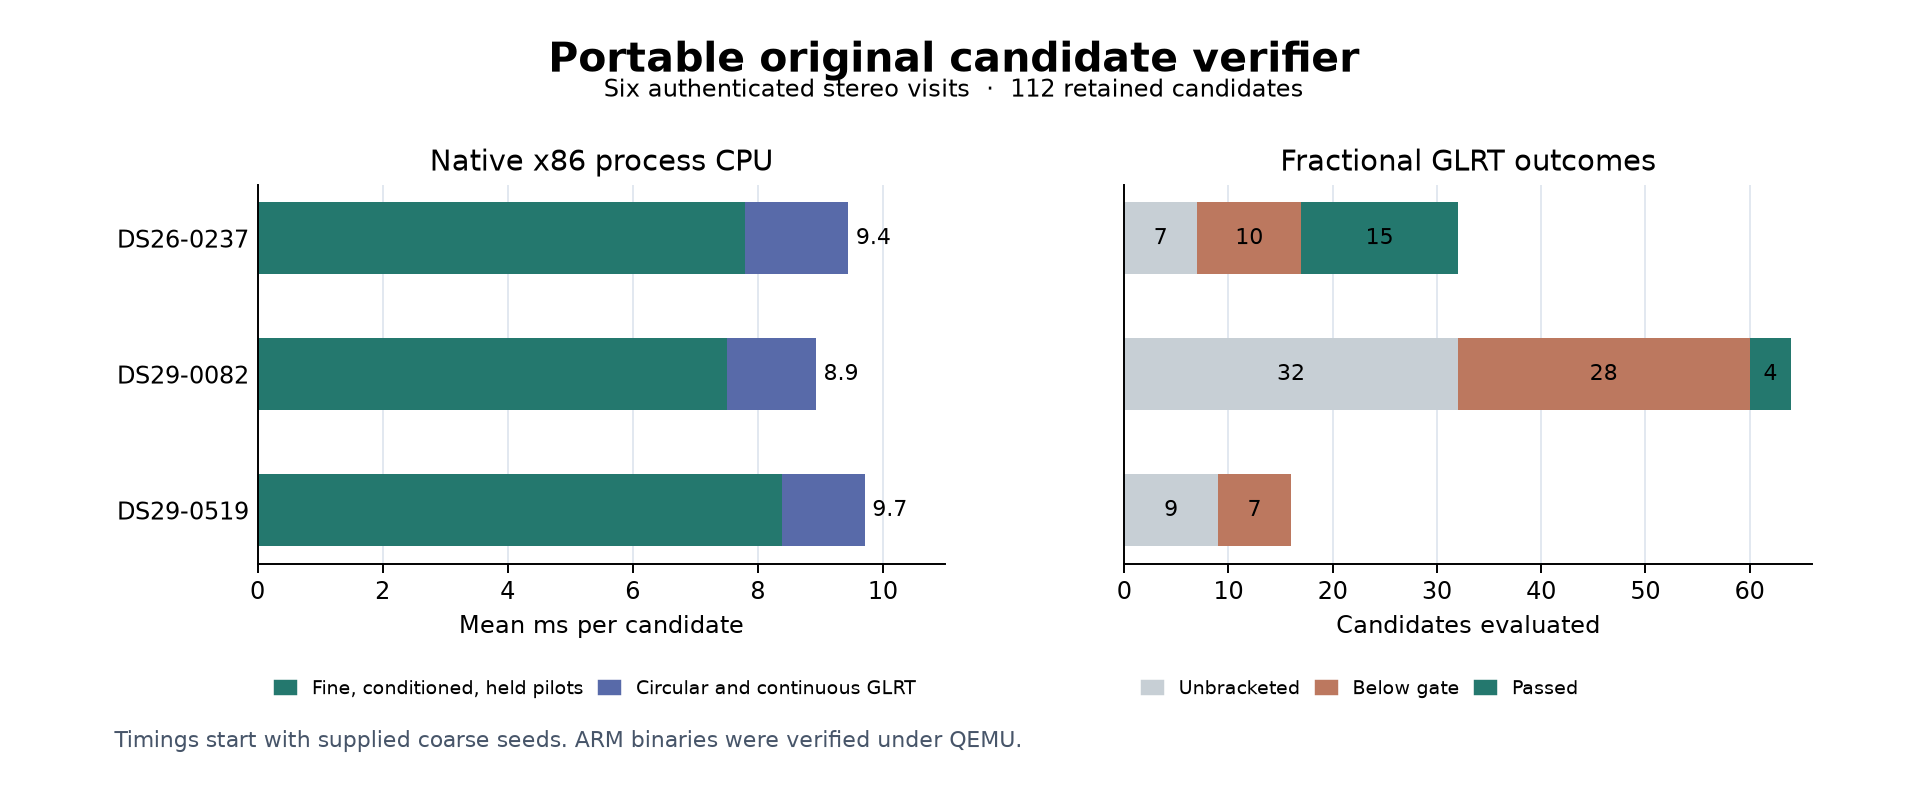 Portable original candidate verifier
Six authenticated stereo visits · 112 retained candidates
Native x86 process CPU
DS26-0237
9.4
DS29-0082
8.9
DS29-0519
9.7
0 2 4 6 8 10
Mean ms per candidate
Fine, conditioned, held pilots Circular and continuous GLRT
Fractional GLRT outcomes
7 10 15
32 28 4
9 7
0 10 20 30 40 50 60
Candidates evaluated
Unbracketed Below gate Passed
Timings start with supplied coarse seeds. ARM binaries were verified under QEMU.